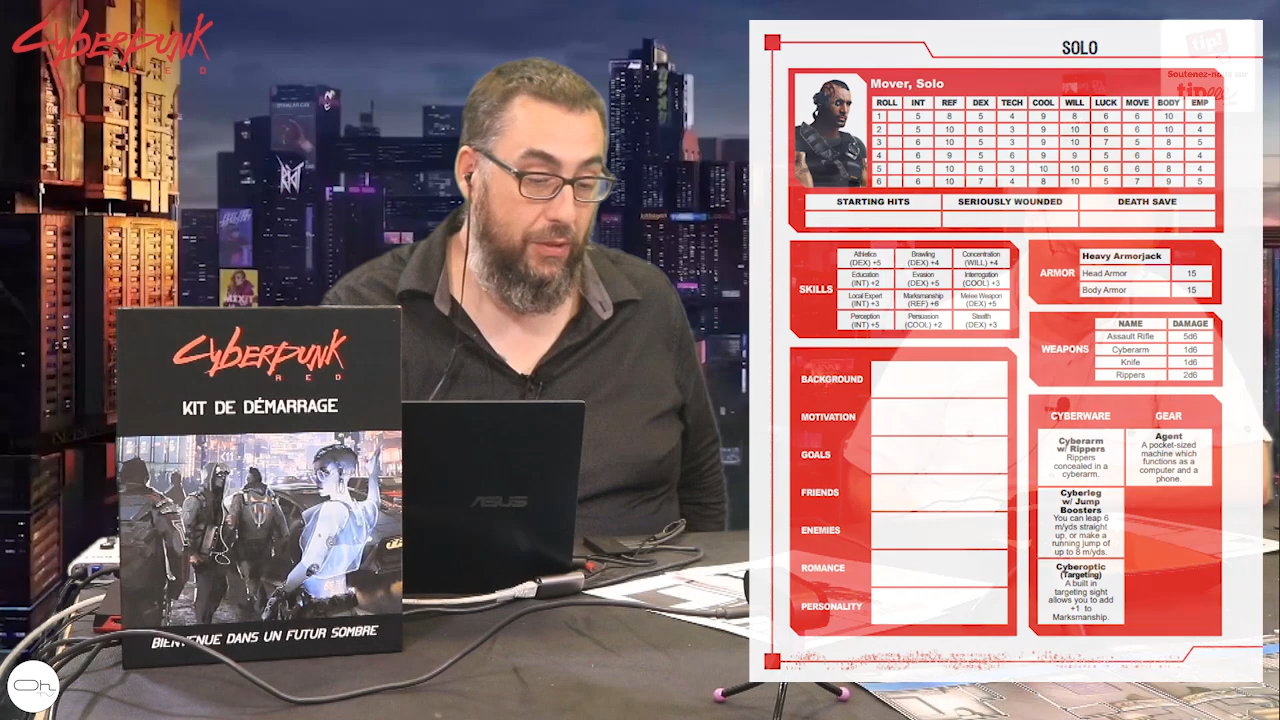 CYBERPUNK
RED
SOLO
tip!
Soutenez-nous sur
tipeee
Mover, Solo
ROLL INT REF DEX TECH COOL WILL LUCK MOVE BODY EMP
1 5 8 5 4 9 8 6 6 10 6
2 5 10 6 3 9 10 6 6 10 4
3 6 10 5 3 9 10 7 5 8 5
4 6 9 5 6 9 9 5 6 8 4
5 5 10 6 3 10 10 6 6 8 4
6 6 10 7 4 8 10 5 7 9 5
STARTING HITS SERIOUSLY WOUNDED DEATH SAVE
SKILLS
Athletics Brawling Concentration
(DEX) +5 (DEX) +4 (WILL) +4
Education Evasion Interrogation
(INT) +2 (DEX) +5 (COOL) +3
Local Expert Marksmanship Melee Weapon
(INT) +3 (REF) +6 (DEX) +5
Perception Persuasion Stealth
(INT) +5 (COOL) +2 (DEX) +3
ARMOR
Heavy Armorjack
Head Armor 15
Body Armor 15
WEAPONS
NAME DAMAGE
Assault Rifle 5d6
Cyberarm 1d6
Knife 1d6
Rippers 2d6
BACKGROUND
MOTIVATION
GOALS
FRIENDS
ENEMIES
ROMANCE
PERSONALITY
CYBERWARE GEAR
Cyberarm
w/ Rippers
Rippers
concealed in a
cyberarm.
Agent
A pocket-sized
machine which
functions as a
computer and a
phone.
Cyberleg
w/ Jump
Boosters
You can leap 6
m/yds straight
up, or make a
running jump of
up to 8 m/yds.
Cyberoptic
(Targeting)
A built in
targeting sight
allows you to add
+1 to
Marksmanship.
CYBERPUNK
RED
KIT DE DÉMARRAGE
BIENVENUE DANS UN FUTUR SOMBRE
ASUS